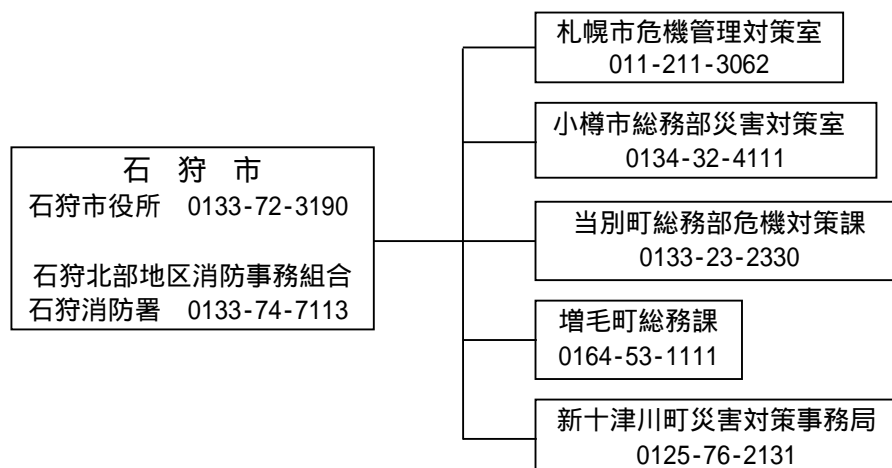 石 狩 市
石狩市役所 0133-72-3190
石狩北部地区消防事務組合
石狩消防署 0133-74-7113
札幌市危機管理対策室
011-211-3062
小樽市総務部災害対策室
0134-32-4111
当別町総務部危機対策課
0133-23-2330
増毛町総務課
0164-53-1111
新十津川町災害対策事務局
0125-76-2131